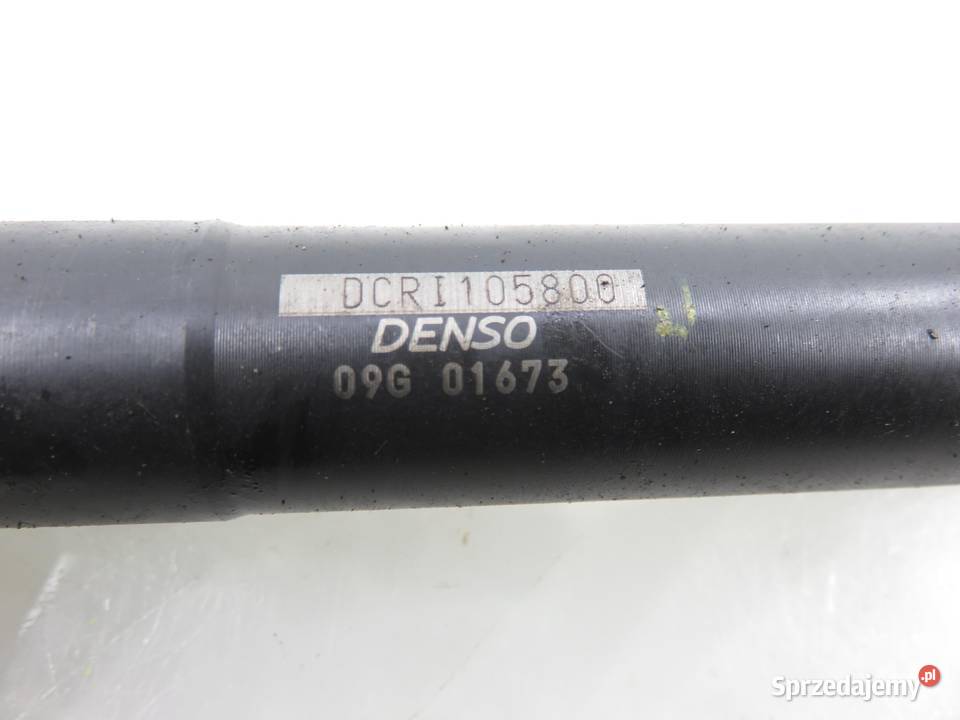 DCRI105800
DENSO
09G 01673
Sprzedajemy.pl